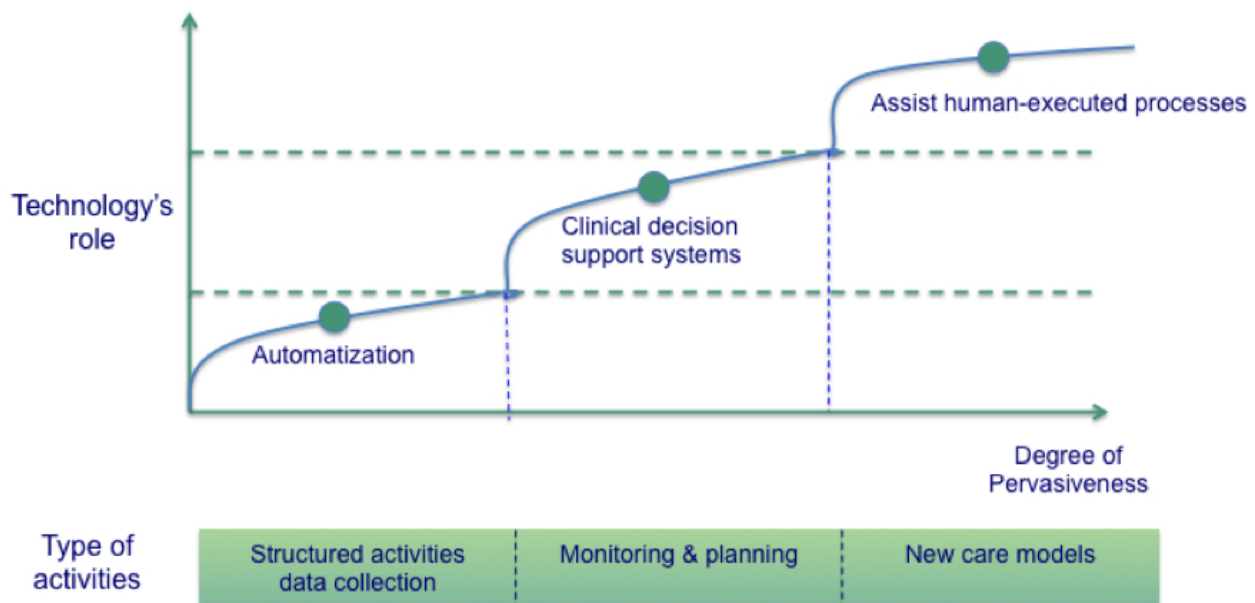 Assist human-executed processes
Technology's
role
Clinical decision
support systems
Automatization
Degree of
Pervasiveness
Type of
activities
Structured activities
data collection
Monitoring & planning
New care models